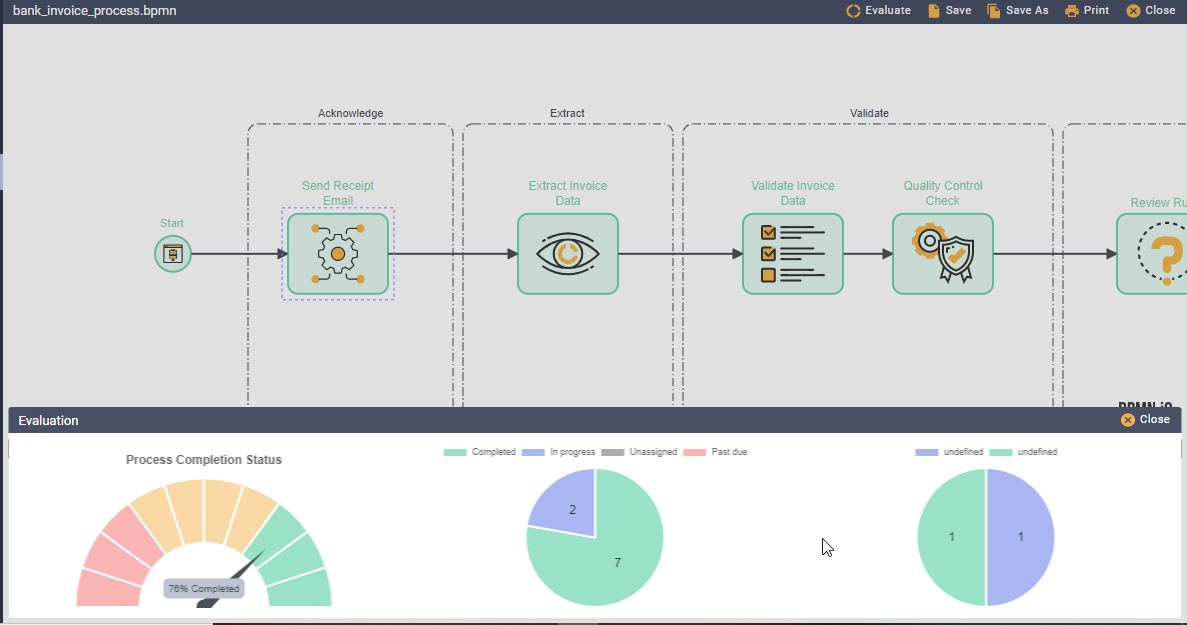 bank_invoice_process.bpmn
Evaluate
Save
Save As
Print
Close
Acknowledge
Extract
Validate
Send Receipt
Email
Extract Invoice
Data
Validate Invoice
Data
Quality Control
Check
Review Ru
Start
Evaluation
Close
Process Completion Status
76% Completed
Completed
In progress
Unassigned
Past due
2
7
undefined
undefined
1
1